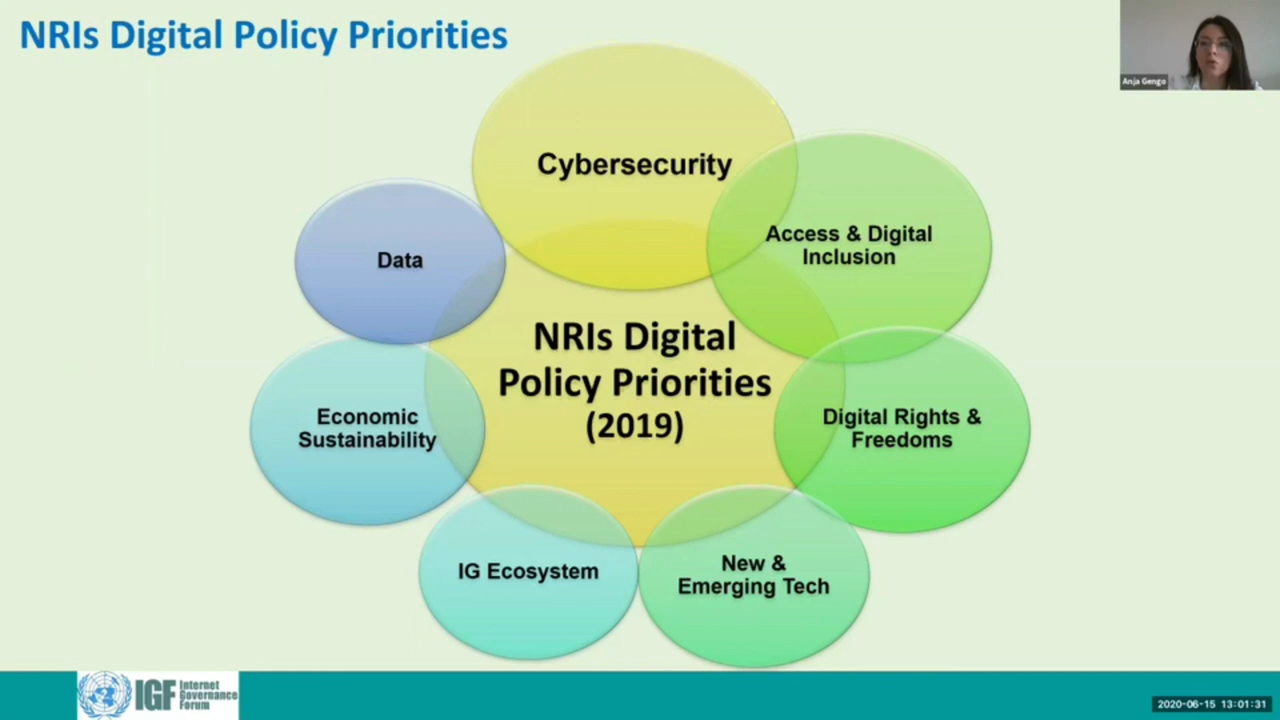 NRIs Digital Policy Priorities
Anja Gengo
Cybersecurity
Access & Digital
Inclusion
Data
NRIs Digital
Policy Priorities
(2019)
Economic
Sustainability
Digital Rights &
Freedoms
IG Ecosystem
New &
Emerging Tech
IGF
Internet
Governance
Forum
2020-06-15 13:01:31